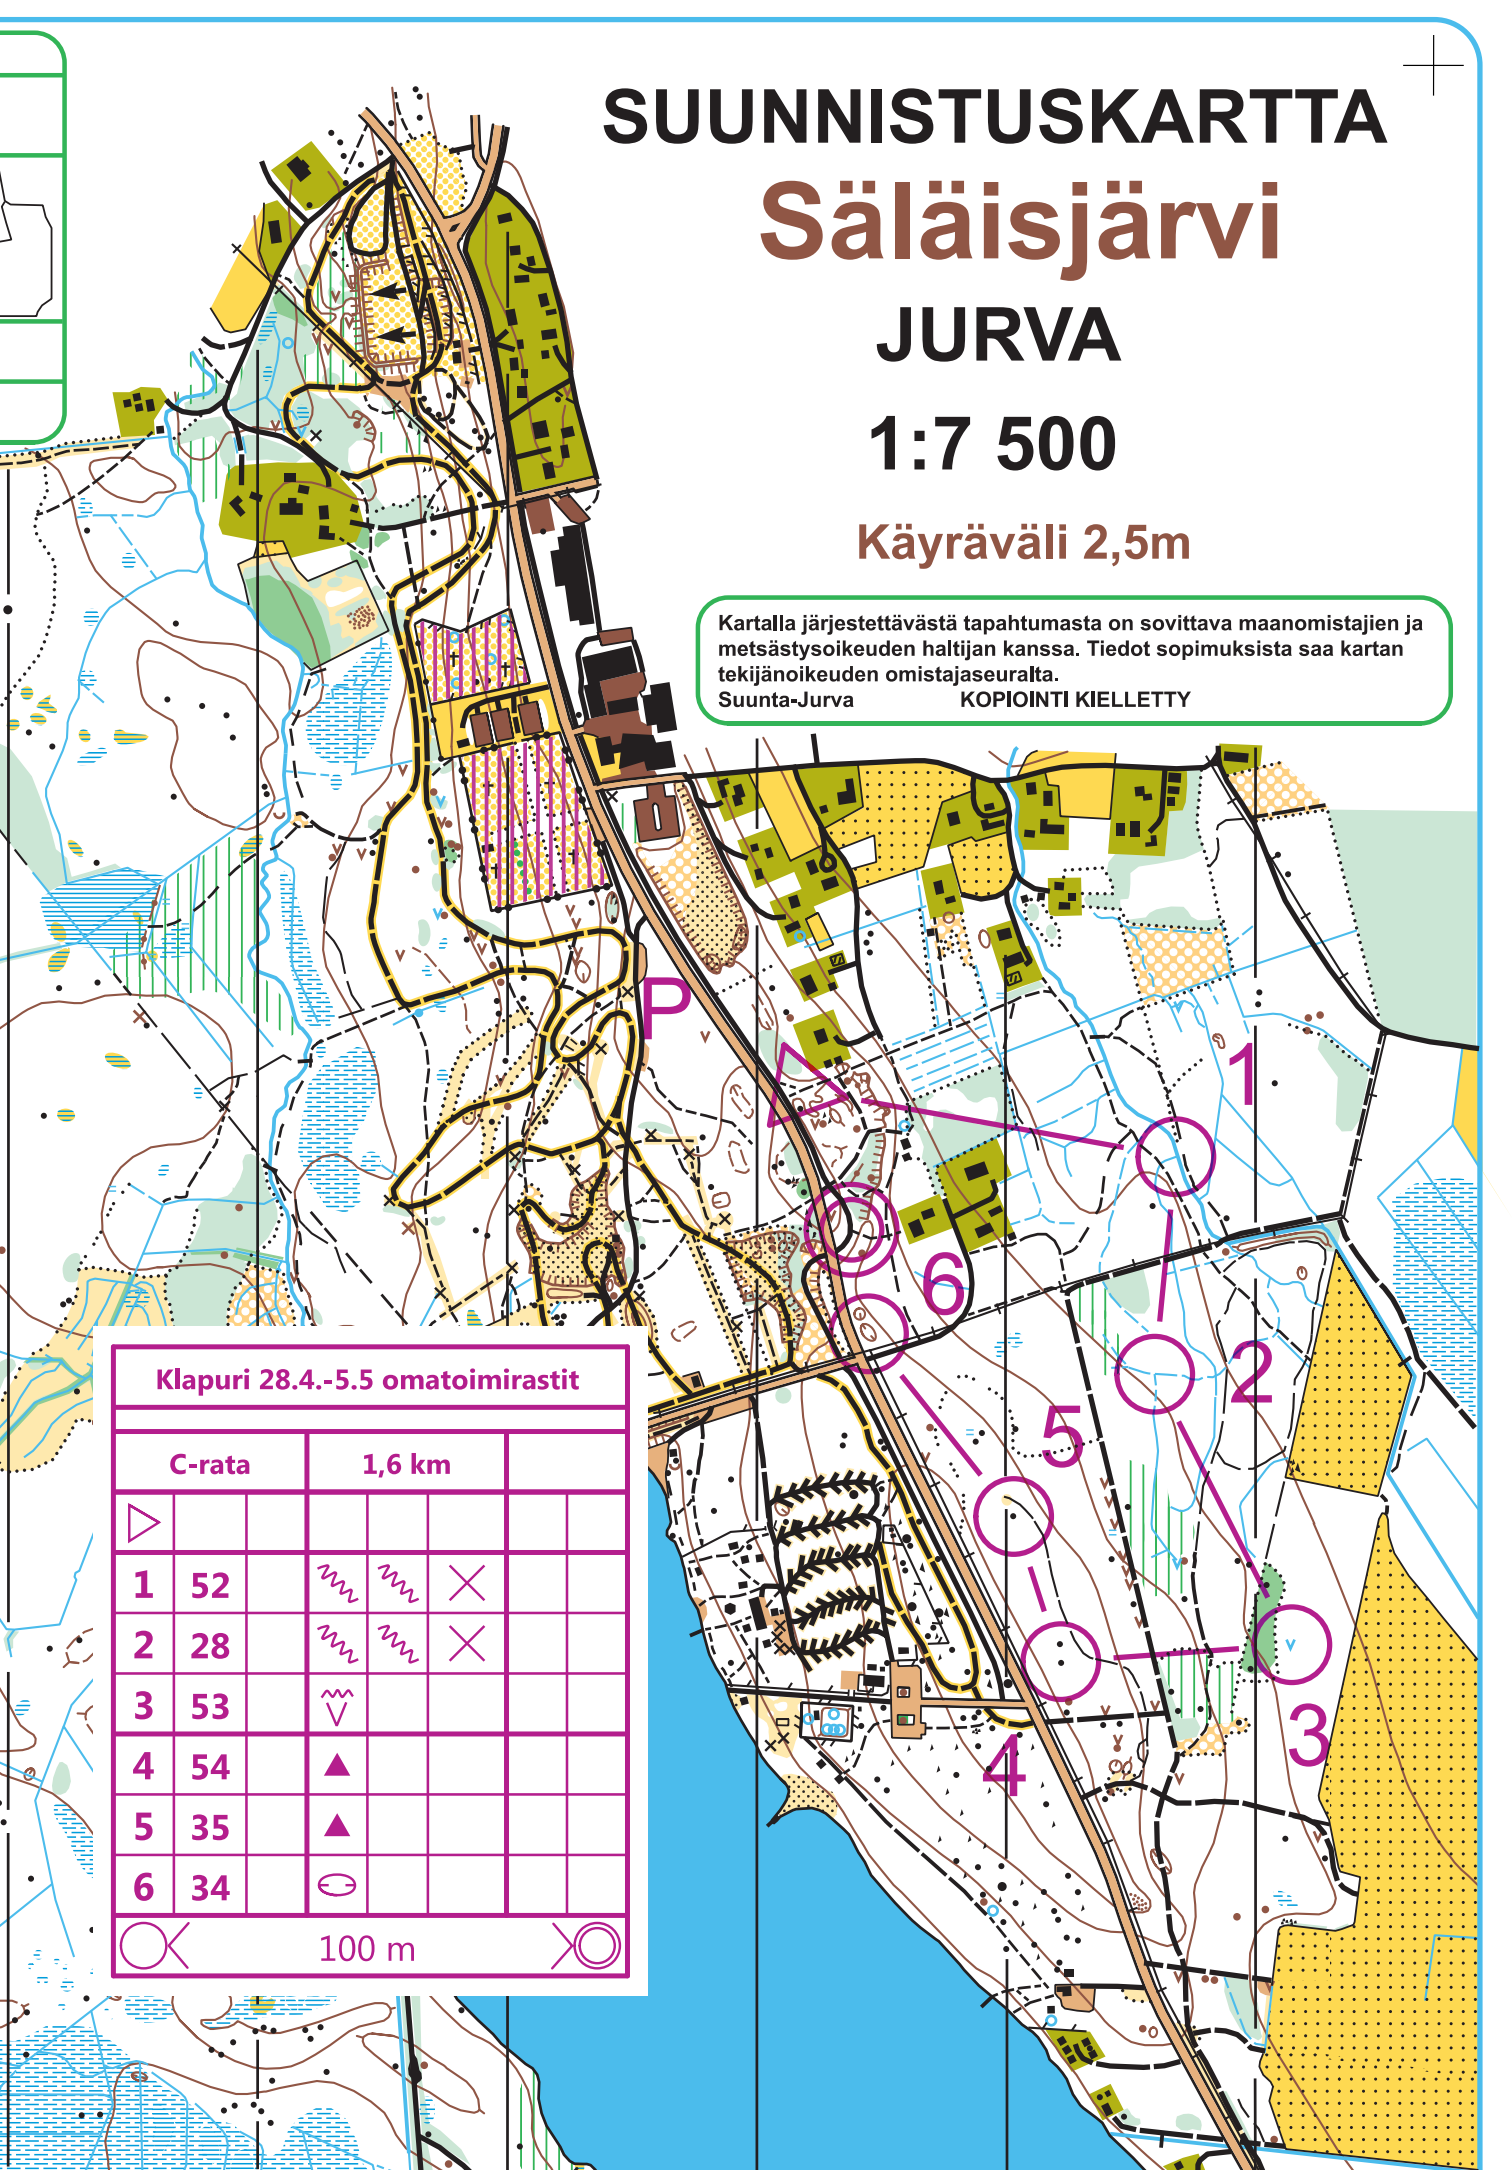 SUUNNISTUSKARTTA
Säläisjärvi
JURVA
1:7 500
Käyräväli 2,5m
Kartalla järjestettävästä tapahtumasta on sovittava maanomistajien ja
metsästysoikeuden haltijan kanssa. Tiedot sopimuksista saa kartan
tekijänoikeuden omistajaseuralta.
Suunta-Jurva KOPIOINTI KIELLETTY
P
1
6
2
5
3
4
Klapuri 28.4.-5.5 omatoimirastit
C-rata 1,6 km
1 52
2 28
3 53
4 54
5 35
6 34
100 m